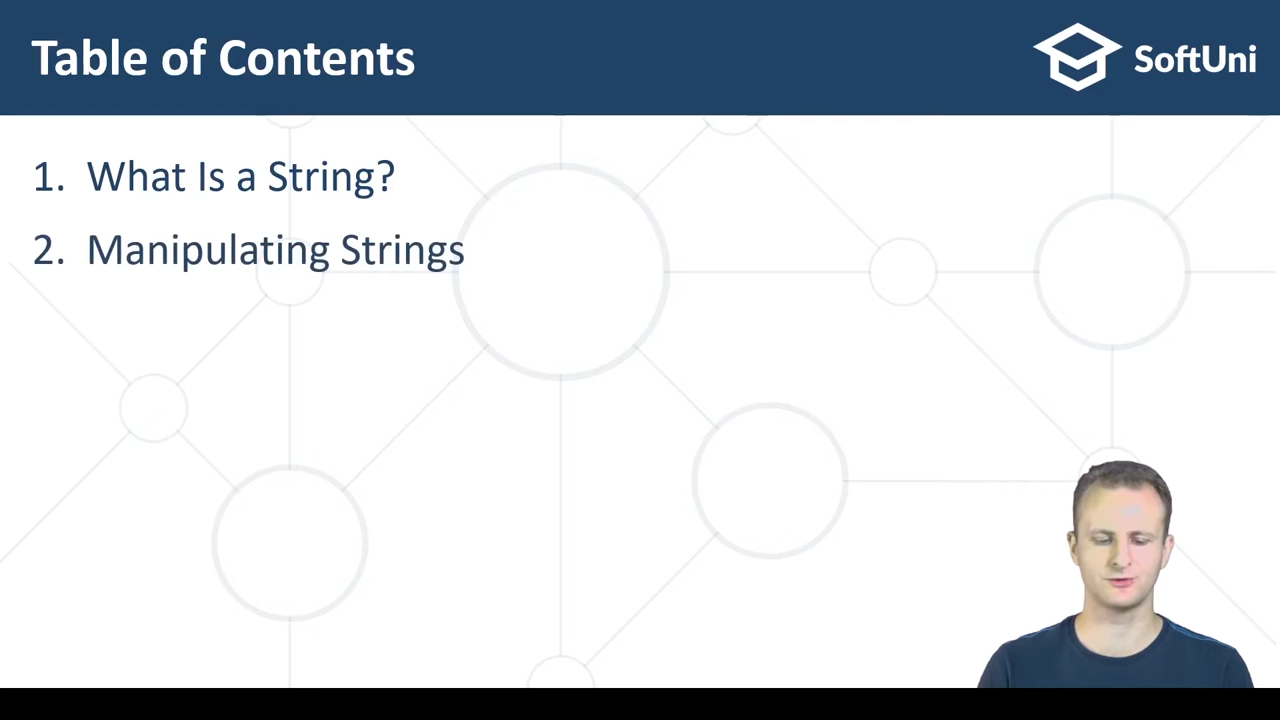 Table of Contents
SoftUni
1. What Is a String?
2. Manipulating Strings